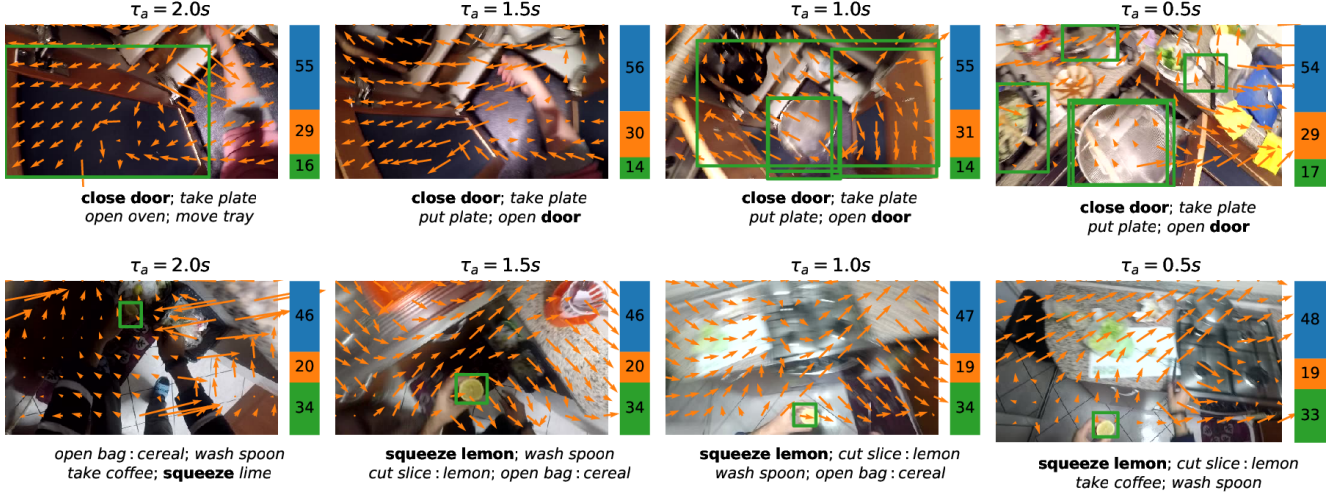 τₐ = 2.0s
τₐ = 1.5s
τₐ = 1.0s
τₐ = 0.5s
55
29
16
56
30
14
55
31
14
54
29
17
close door; take plate
open oven; move tray
close door; take plate
put plate; open door
close door; take plate
put plate; open door
close door; take plate
put plate; open door
τₐ = 2.0s
τₐ = 1.5s
τₐ = 1.0s
τₐ = 0.5s
46
20
34
46
20
34
47
19
34
48
19
33
open bag : cereal; wash spoon
take coffee; squeeze lime
squeeze lemon; wash spoon
cut slice : lemon; open bag : cereal
squeeze lemon; cut slice : lemon
wash spoon; open bag : cereal
squeeze lemon; cut slice : lemon
take coffee; wash spoon